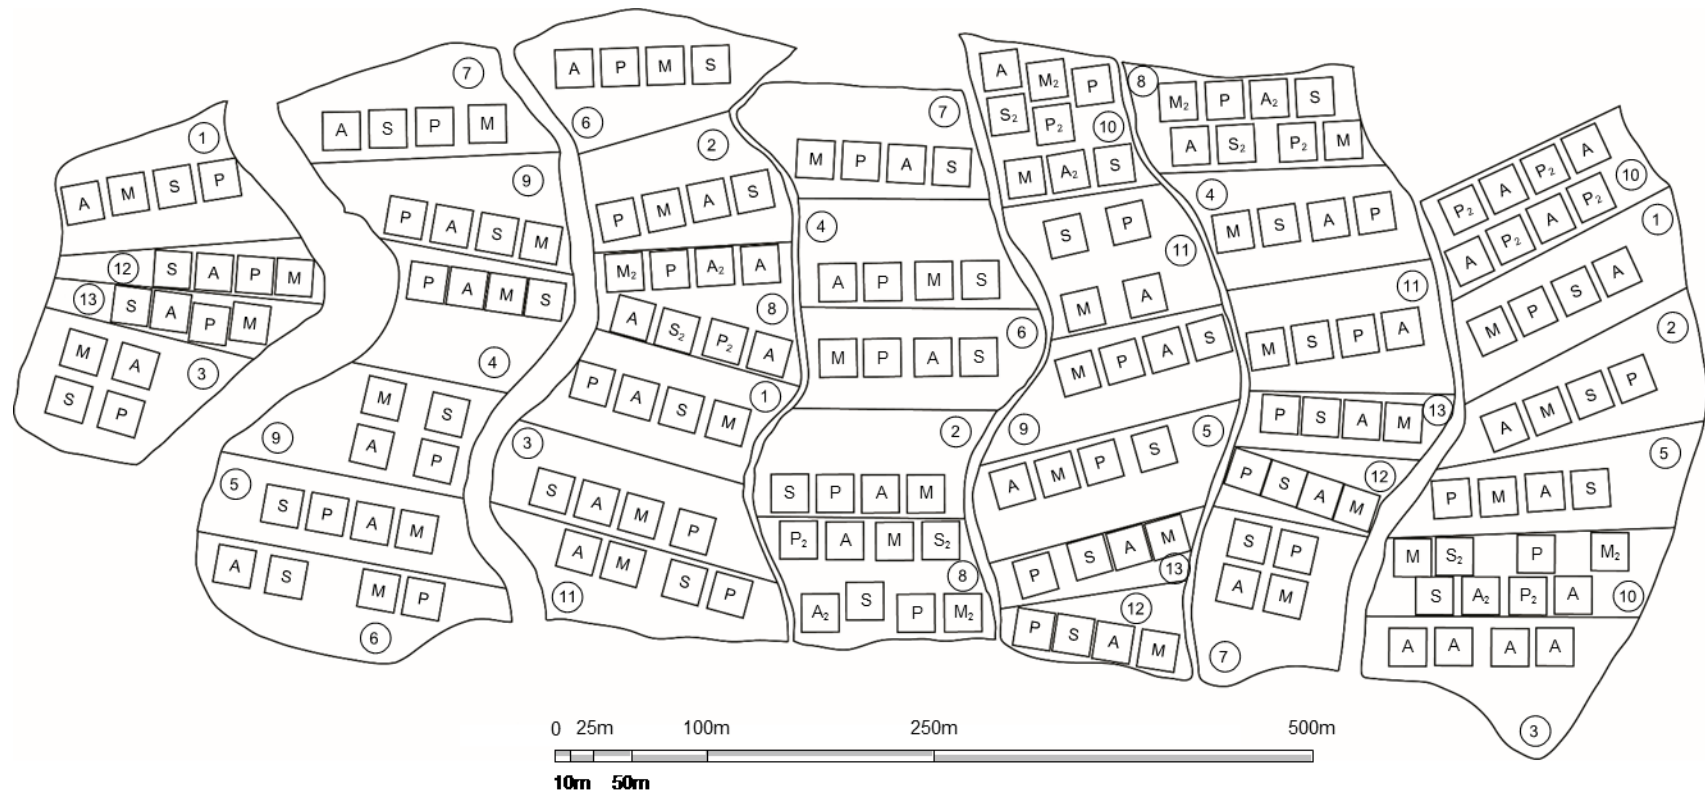 1
A M S P
12
S A P M
13
S A P M
M A
3
S P
7
A S P M
9
P A S M
P A M S
4
M S
A P
9
5
S P A M
A S M P
6
A P M S
6
2
P M A S
M₂ P A₂ A
8
A S₂ P₂ A
P A S M
1
3
S A M P
A M S P
11
7
M P A S
4
A P M S
6
M P A S
2
S P A M
P₂ A M S₂
8
A₂ S P M₂
A M₂ P
S₂ P₂ 10
M A₂ S
S P
11
M A
M P A S
9 5
A M P S
P S A M
13
12
P S A M
8
M₂ P A₂ S
A S₂ P₂ M
4
M S A P
11
M S P A
P S A M
13
12
P S A M
S P
A M
7
P₂ A P₂ A
10
A P₂ A P₂
1
M P S A
2
A M S P
5
P M A S
M S₂ P M₂
S A₂ P₂ A 10
A A A A
3
0 25m 100m 250m 500m
10m 50m